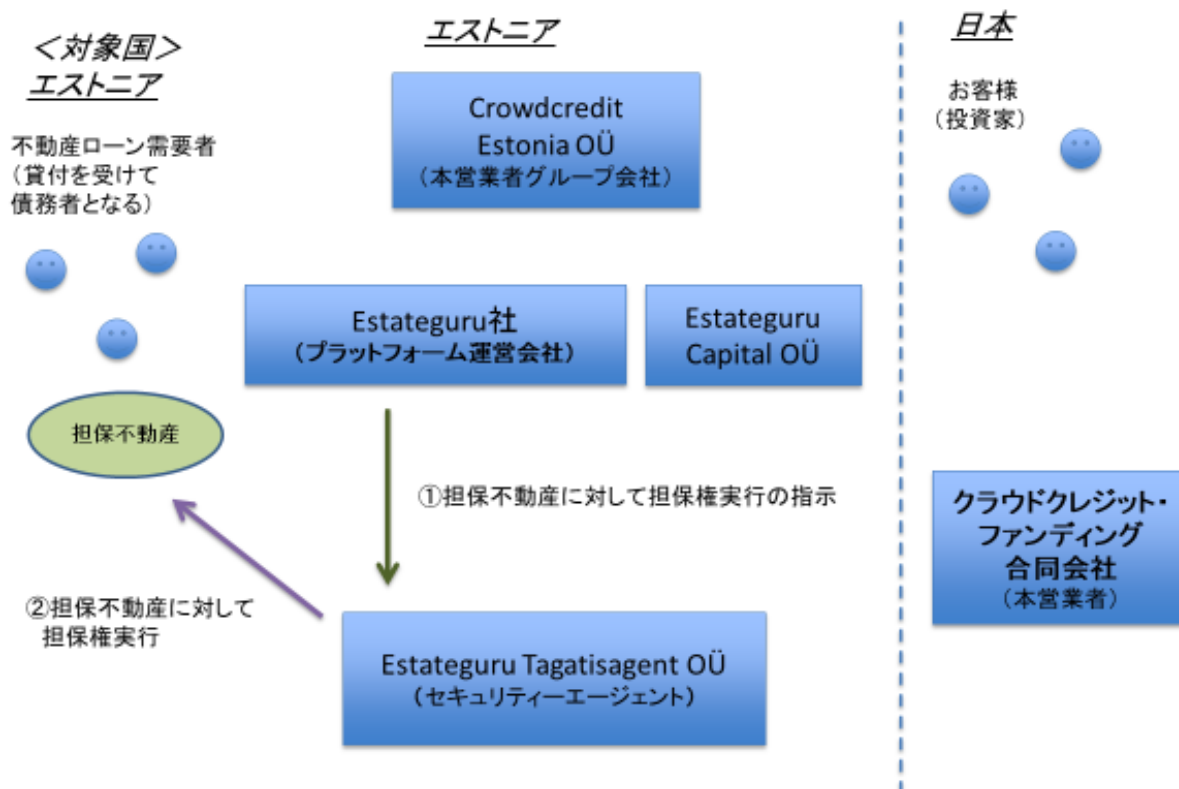 ＜対象国＞
エストニア
不動産ローン需要者
（貸付を受けて
債務者となる）
担保不動産
エストニア
Crowdcredit
Estonia OÜ
（本営業者グループ会社）
Estateguru社
（プラットフォーム運営会社）
Estateguru
Capital OÜ
①担保不動産に対して担保権実行の指示
②担保不動産に対して
担保権実行
Estateguru Tagatisagent OÜ
（セキュリティーエージェント）
日本
お客様
（投資家）
クラウドクレジット・
ファンディング
合同会社
（本営業者）